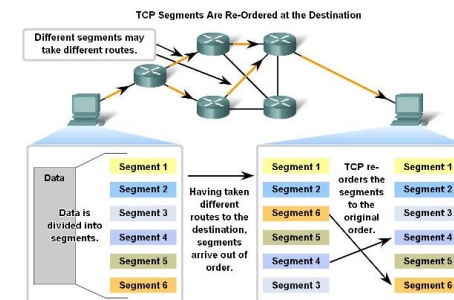 TCP Segments Are Re-Ordered at the Destination
Different segments may
take different routes.
Data
Data is
divided into
segments.
Segment 1
Segment 2
Segment 3
Segment 4
Segment 5
Segment 6
Having taken
different
routes to the
destination,
segments
arrive out of
order.
Segment 1
Segment 2
Segment 6
Segment 5
Segment 4
Segment 3
TCP re-
orders the
segments
to the
original
order.
Segment 1
Segment 2
Segment 3
Segment 4
Segment 5
Segment 6